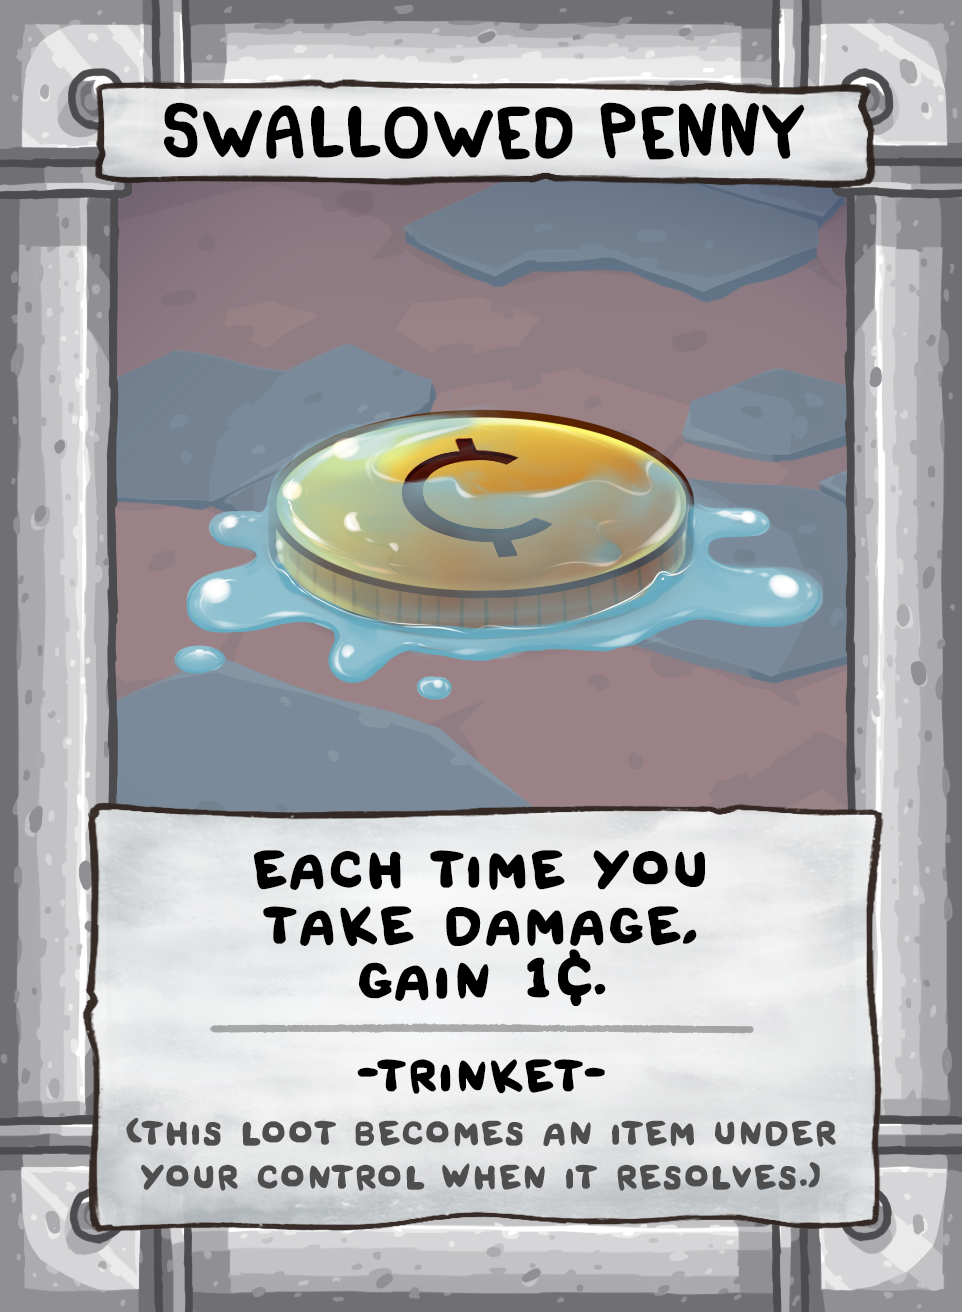 SWALLOWED PENNY
¢
EACH TIME YOU
TAKE DAMAGE,
GAIN 1¢.
-TRINKET-
(THIS LOOT BECOMES AN ITEM UNDER
YOUR CONTROL WHEN IT RESOLVES.)